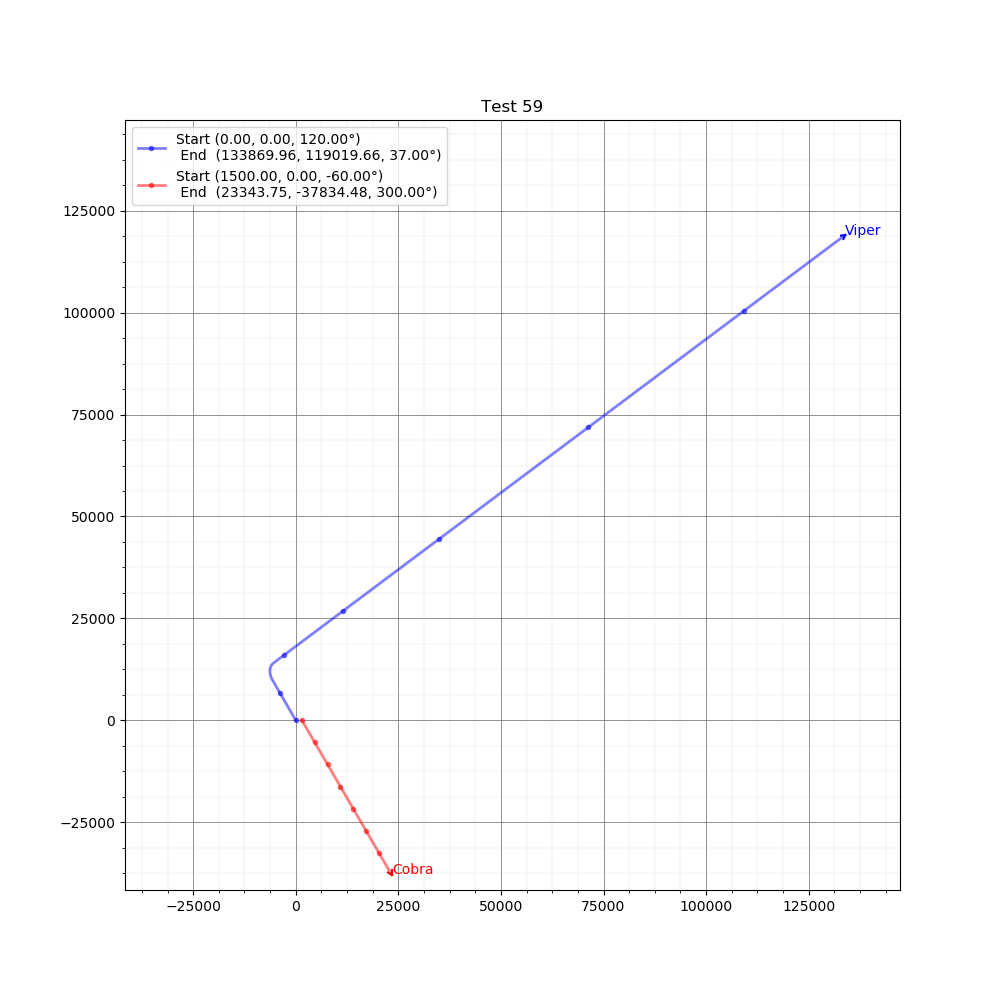 Test 59
Start (0.00, 0.00, 120.00°)
End  (133869.96, 119019.66, 37.00°)
Start (1500.00, 0.00, -60.00°)
End  (23343.75, -37834.48, 300.00°)
125000
100000
75000
50000
25000
0
−25000
Viper
Cobra
−25000 0 25000 50000 75000 100000 125000